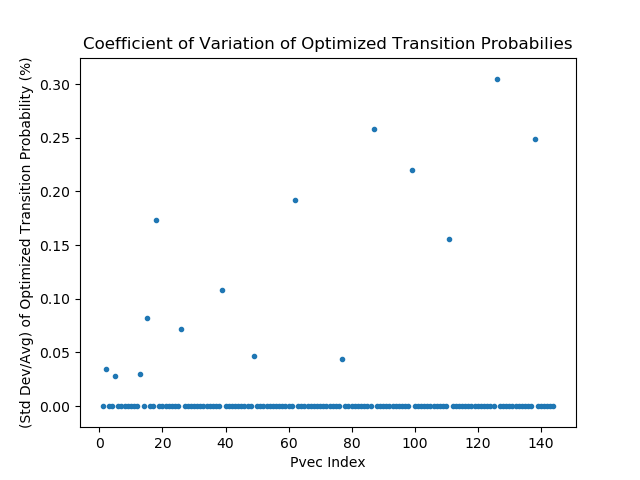 Coefficient of Variation of Optimized Transition Probabilies
(Std Dev/Avg) of Optimized Transition Probability (%)
0.30
0.25
0.20
0.15
0.10
0.05
0.00
0 20 40 60 80 100 120 140
Pvec Index